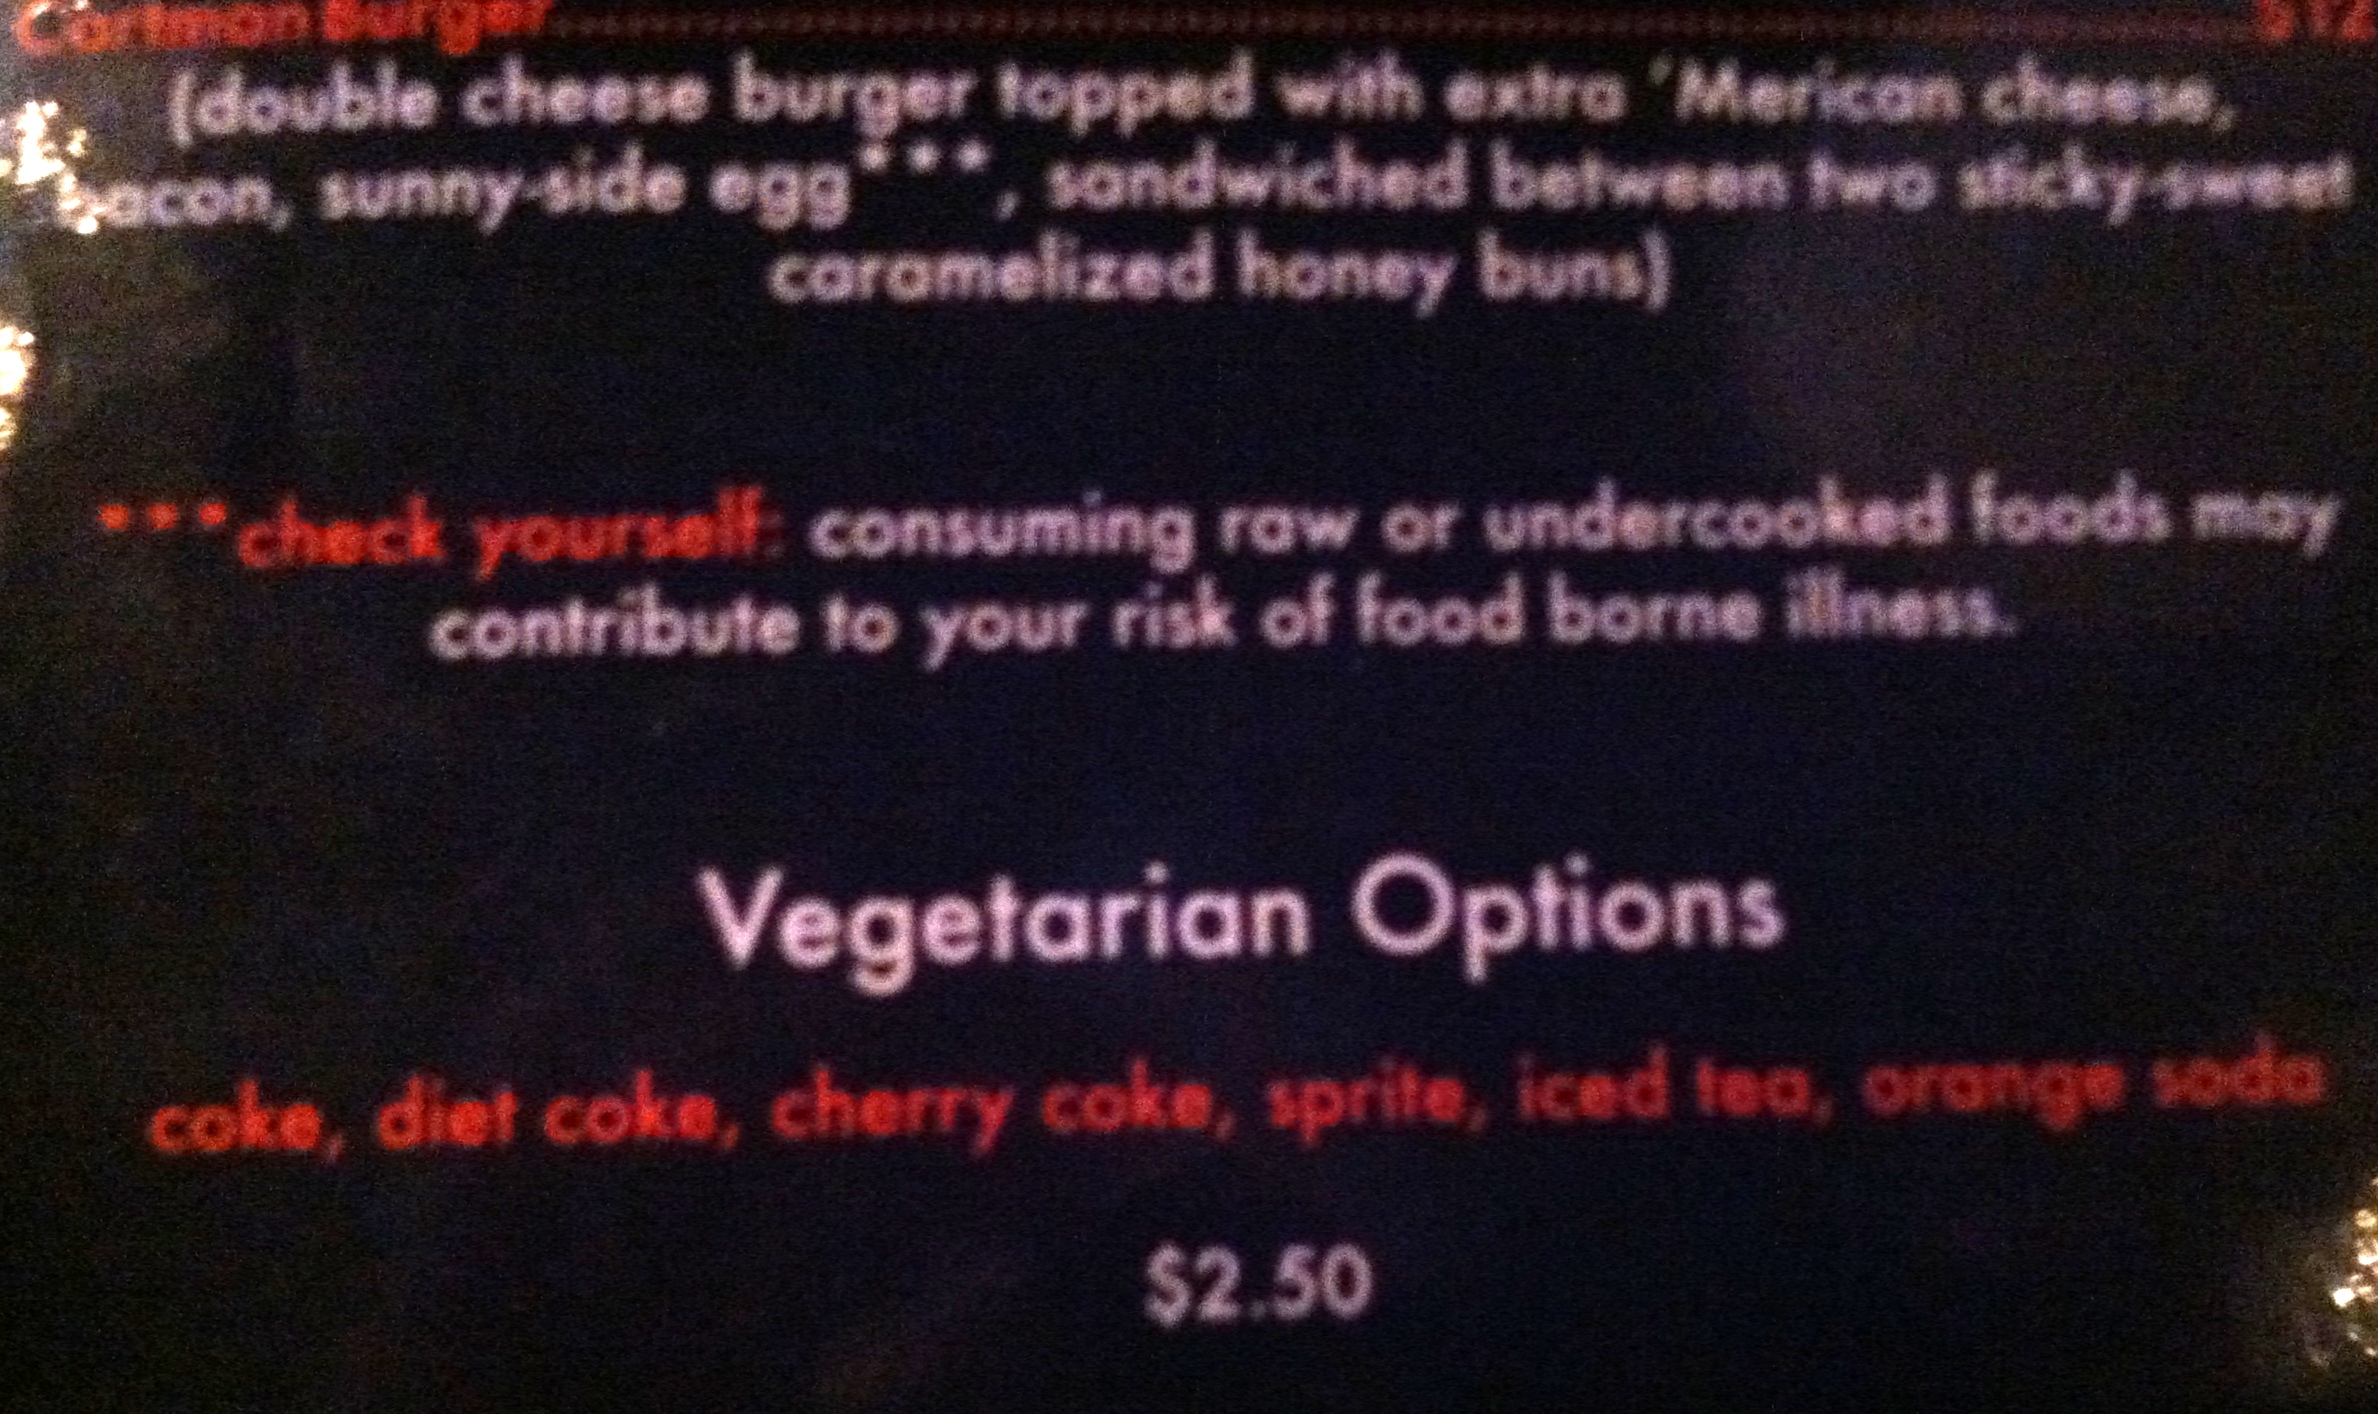 Cartman Burger $12
(double cheese burger topped with extra 'Merican cheese,
bacon, sunny-side egg***, sandwiched between two sticky-sweet
caramelized honey buns)
***check yourself: consuming raw or undercooked foods may
contribute to your risk of food borne illness.
Vegetarian Options
coke, diet coke, cherry coke, sprite, iced tea, orange soda
$2.50